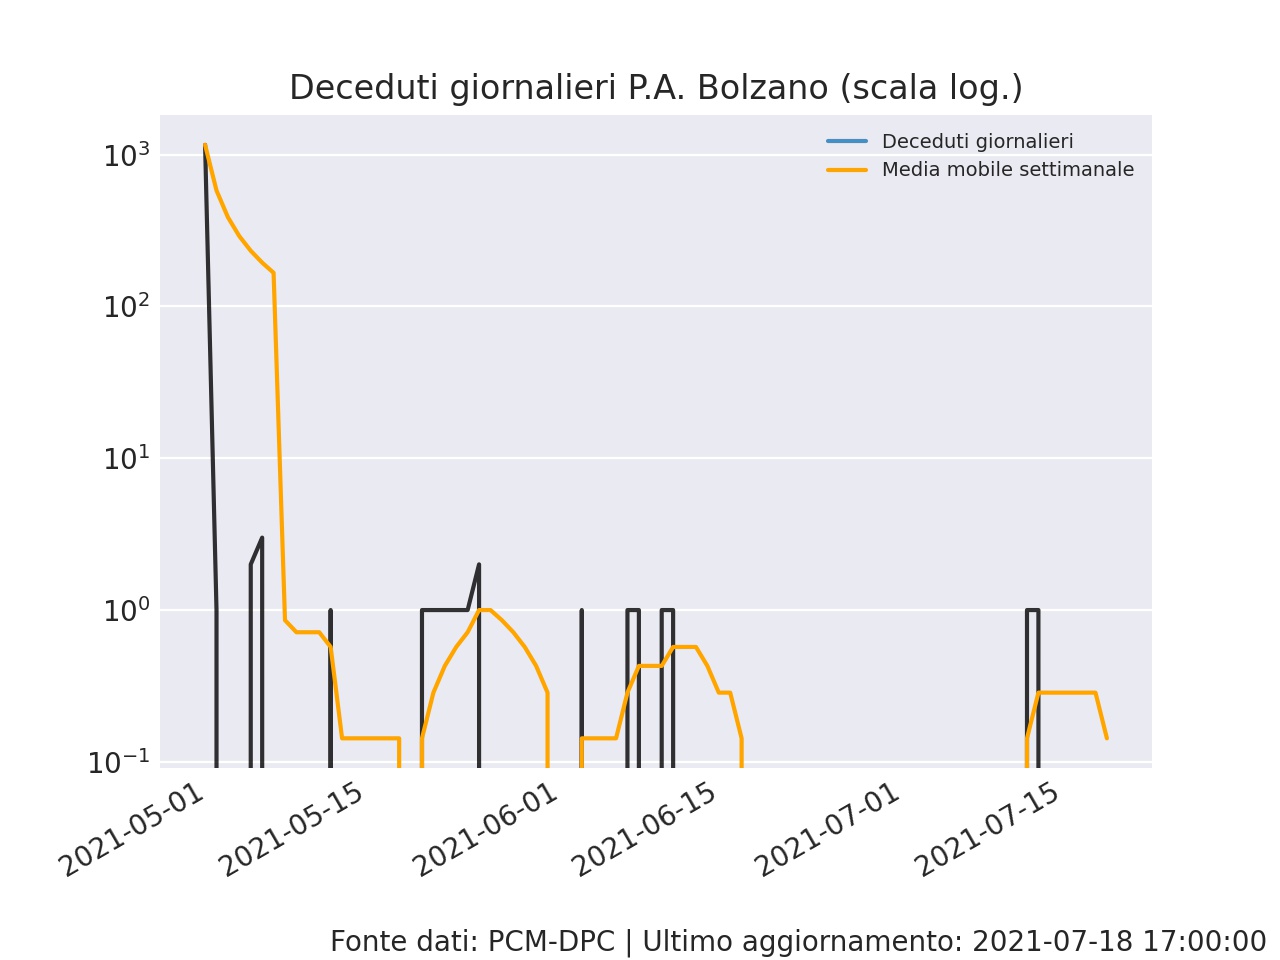 Deceduti giornalieri P.A. Bolzano (scala log.)
Deceduti giornalieri
Media mobile settimanale
10³
10²
10¹
10⁰
10⁻¹
2021-05-01
2021-05-15
2021-06-01
2021-06-15
2021-07-01
2021-07-15
Fonte dati: PCM-DPC | Ultimo aggiornamento: 2021-07-18 17:00:00